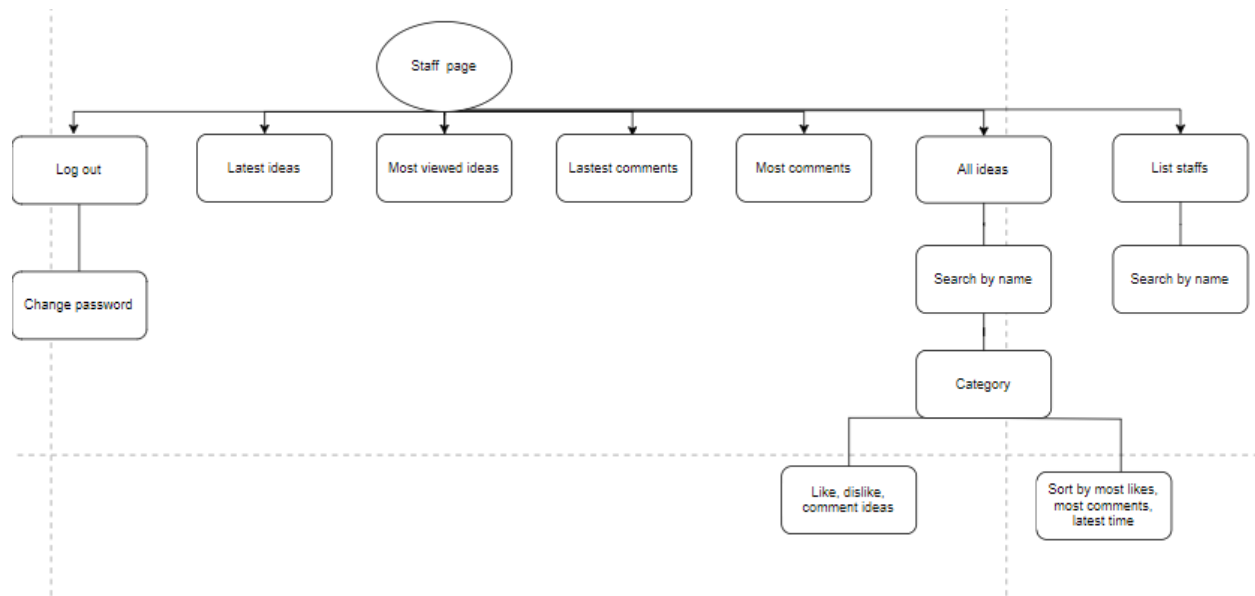 Staff page
Log out
Latest ideas
Most viewed ideas
Lastest comments
Most comments
All ideas
List staffs
Change password
Search by name
Search by name
Category
Like, dislike,
comment ideas
Sort by most likes,
most comments,
latest time